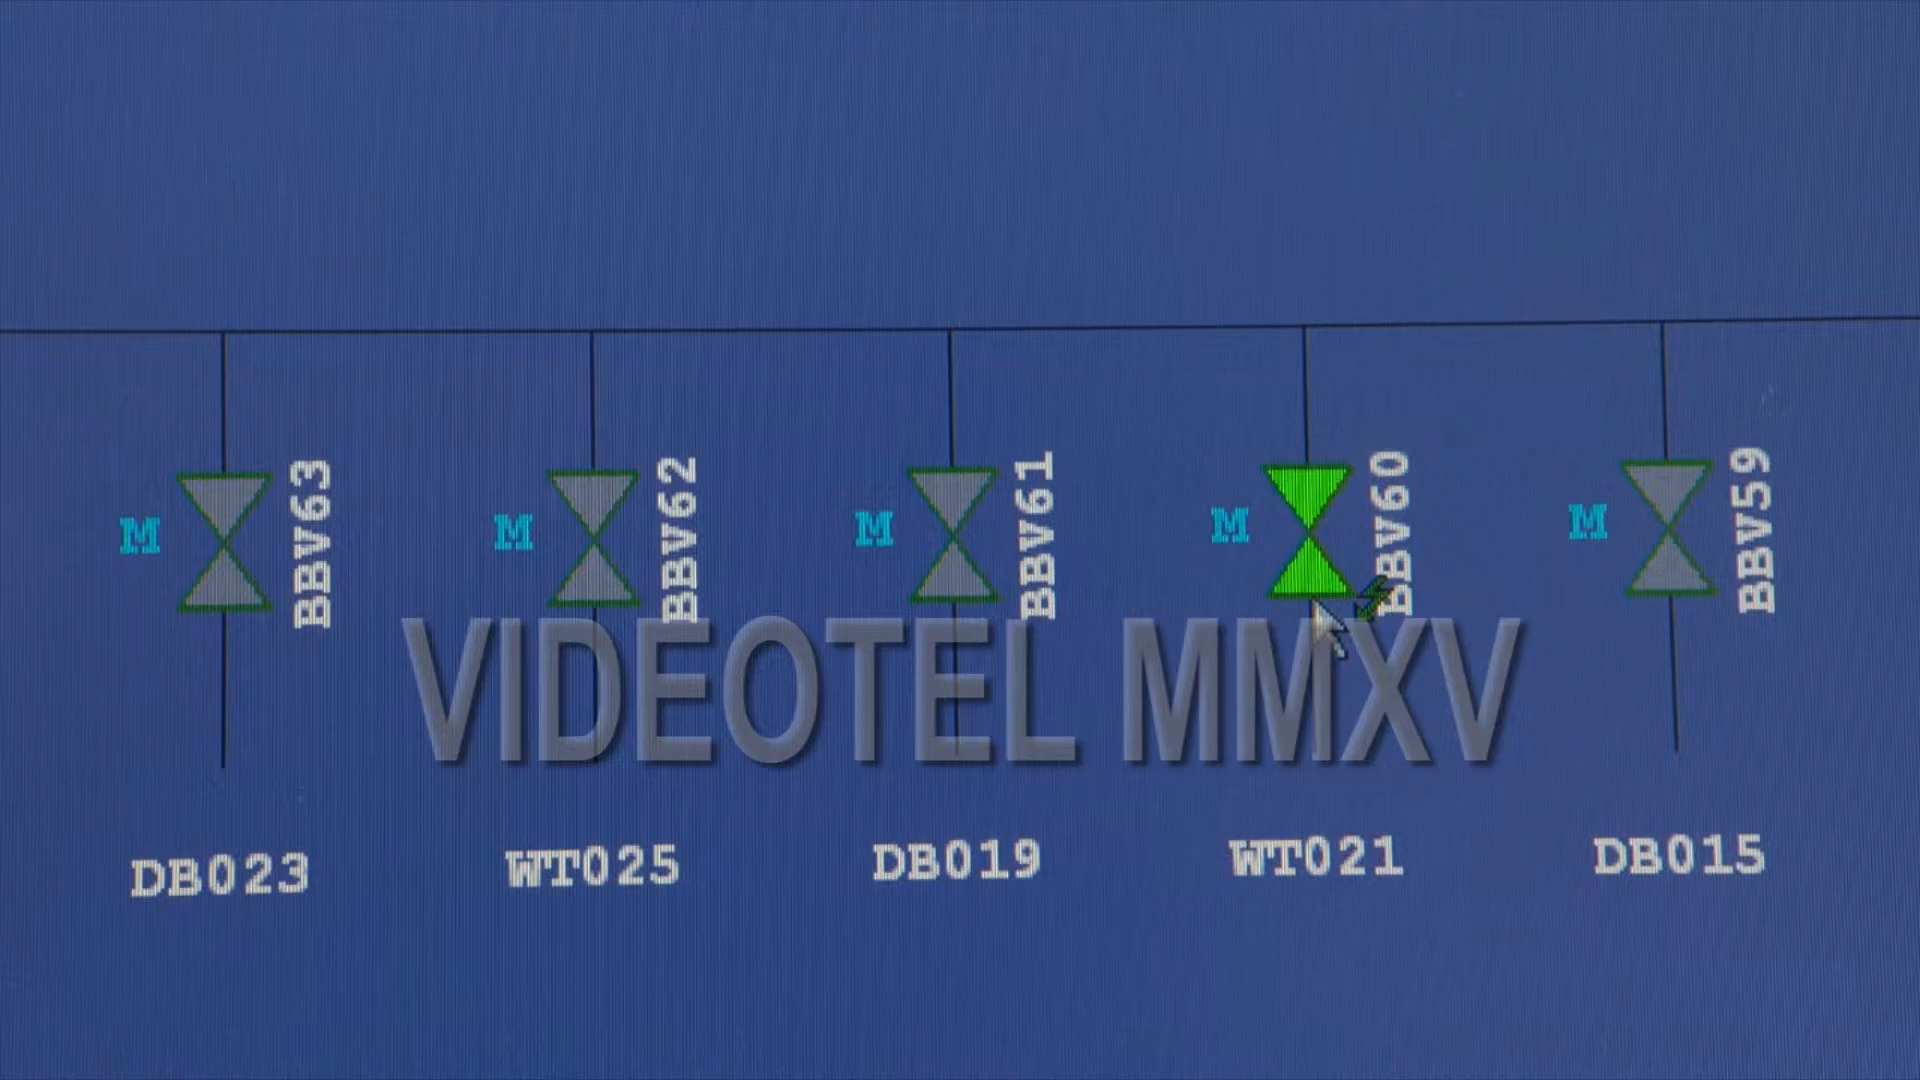 M BBV63
M BBV62
M BBV61
M BBV60
M BBV59
VIDEOTEL MMXV
DB023
WT025
DB019
WT021
DB015